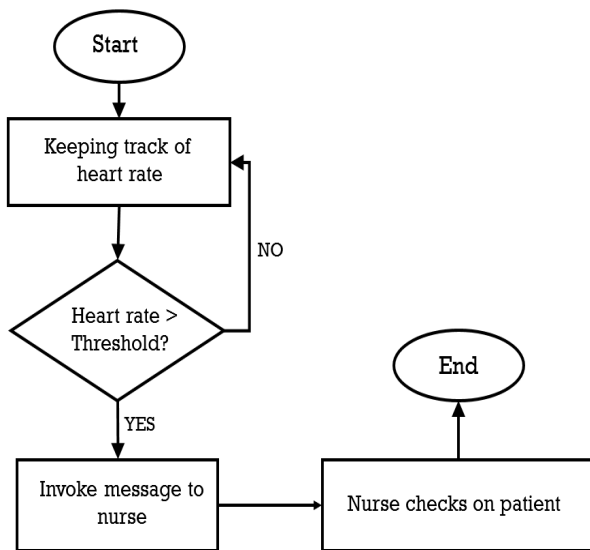 Start
Keeping track of
heart rate
NO
Heart rate >
Threshold?
YES
Invoke message to
nurse
Nurse checks on patient
End